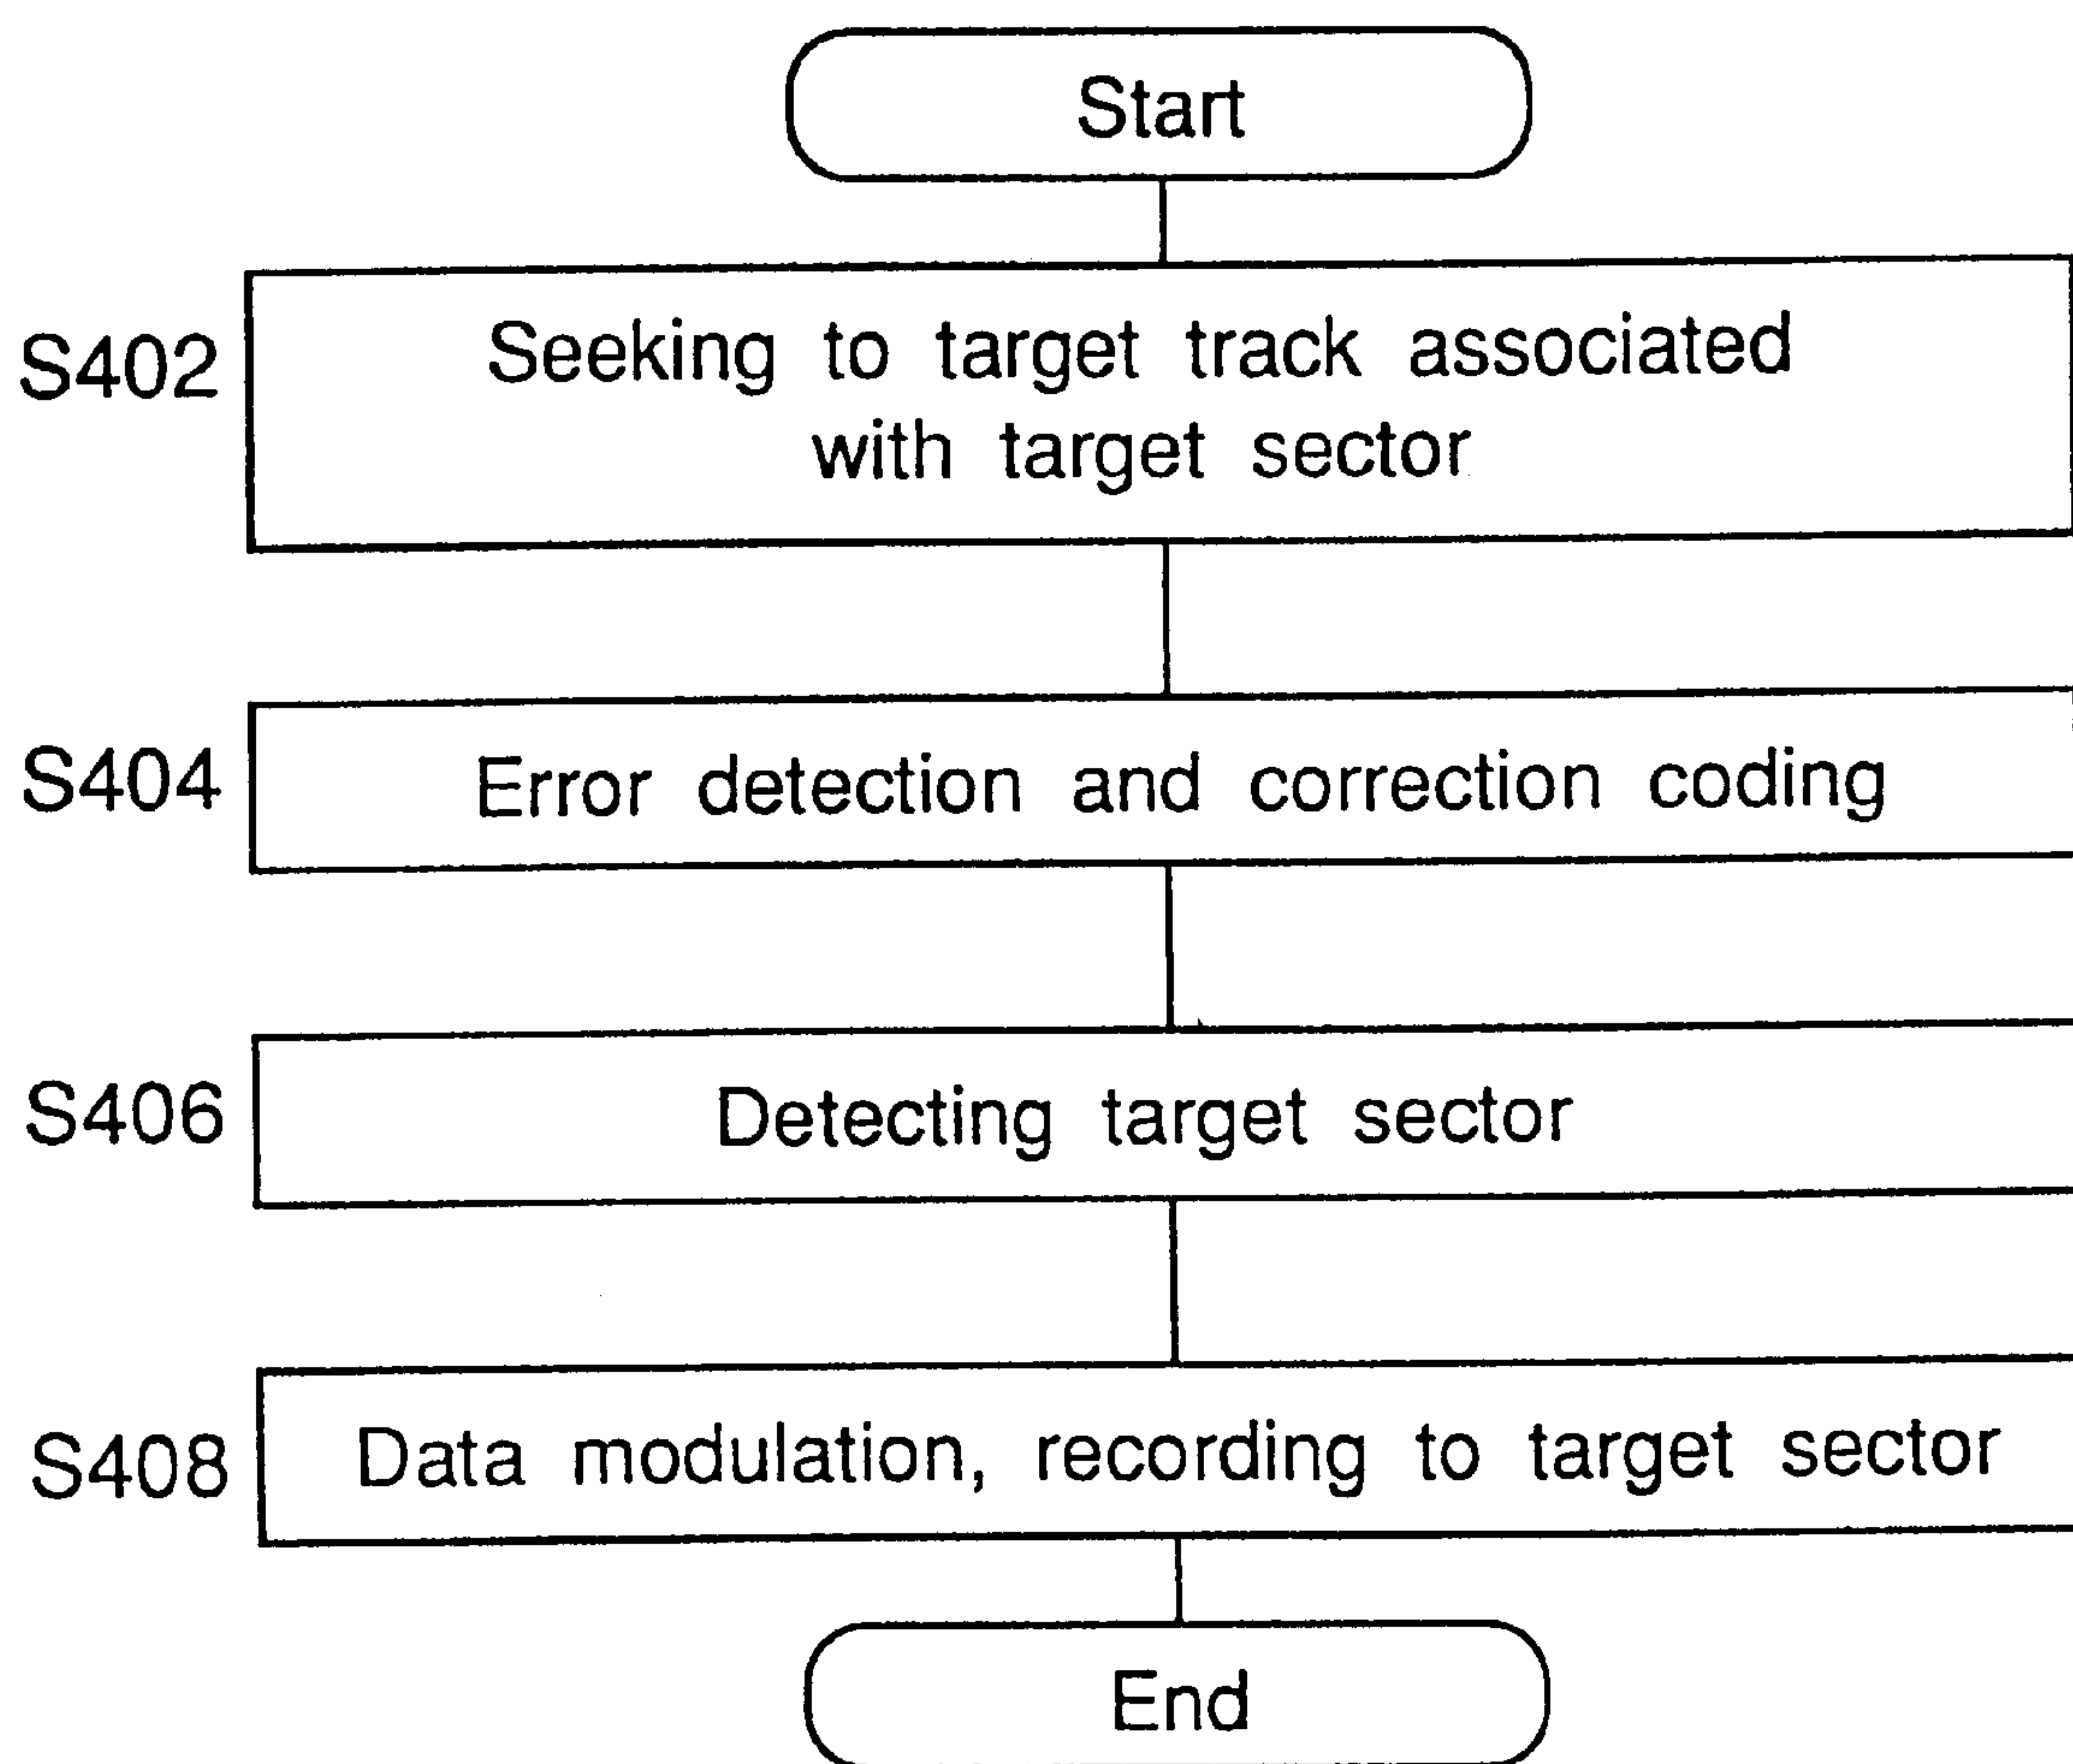 Start
S402
Seeking to target track associated
with target sector
S404
Error detection and correction coding
S406
Detecting target sector
S408
Data modulation, recording to target sector
End